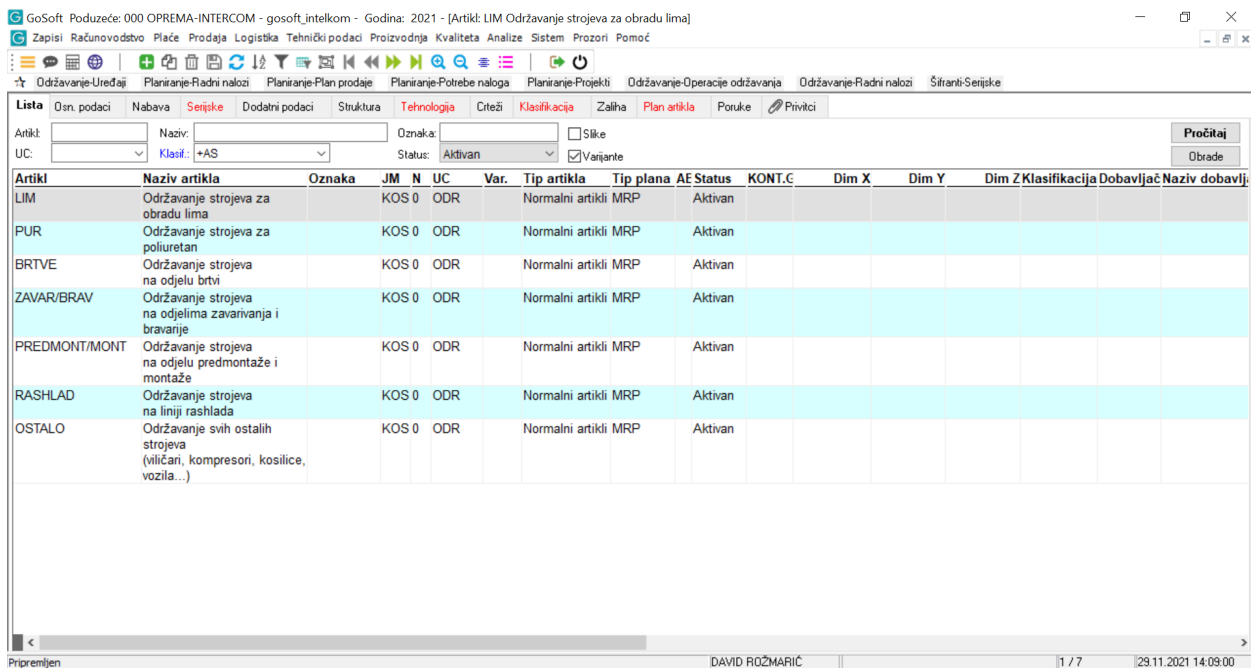 GoSoft Poduzeće: 000 OPREMA-INTERCOM - gosoft_intelkom - Godina: 2021 - [Artikl: LIM Održavanje strojeva za obradu lima]
Zapisi Računovodstvo Plaće Prodaja Logistika Tehnički podaci Proizvodnja Kvaliteta Analize Sistem Prozori Pomoć
Održavanje-Uređaji Planiranje-Radni nalozi Planiranje-Plan prodaje Planiranje-Potrebe naloga Planiranje-Projekti Održavanje-Operacije održavanja Održavanje-Radni nalozi Šifranti-Serijske
Lista Osn. podaci Nabava Serijske Dodatni podaci Struktura Tehnologija Crteži Klasifikacija Zaliha Plan artikla Poruke Privitci
Artikl: Naziv: Oznaka: Slike Pročitaj
UC: Klasif.: +AS Status: Aktivan Varijante Obrade
Artikl Naziv artikla Oznaka JM N UC Var. Tip artikla Tip plana AE Status KONT.G Dim X Dim Y Dim Z Klasifikacija Dobavljač Naziv dobavlja
LIM Održavanje strojeva za KOS 0 ODR Normalni artikli MRP Aktivan
obradu lima
PUR Održavanje strojeva za KOS 0 ODR Normalni artikli MRP Aktivan
poliuretan
BRTVE Održavanje strojeva KOS 0 ODR Normalni artikli MRP Aktivan
na odjelu brtvi
ZAVAR/BRAV Održavanje strojeva KOS 0 ODR Normalni artikli MRP Aktivan
na odjelima zavarivanja i
bravarije
PREDMONT/MONT Održavanje strojeva KOS 0 ODR Normalni artikli MRP Aktivan
na odjelu predmontaže i
montaže
RASHLAD Održavanje strojeva KOS 0 ODR Normalni artikli MRP Aktivan
na liniji rashlada
OSTALO Održavanje svih ostalih KOS 0 ODR Normalni artikli MRP Aktivan
strojeva
(viličari, kompresori, kosilice,
vozila...)
Pripremljen DAVID ROŽMARIĆ 1 / 7 29.11.2021 14:09:00